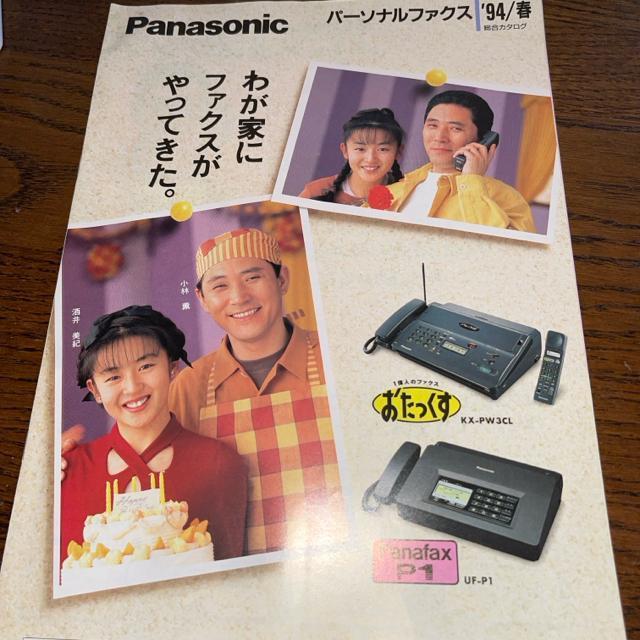 Panasonic
パーソナルファクス
'94/春
総合カタログ
わが家に
ファクスが
やってきた。
小林 薫
酒井 美紀
1億人のファクス
おたっくす
KX-PW3CL
Panasonic
Panafax
P1
UF-P1